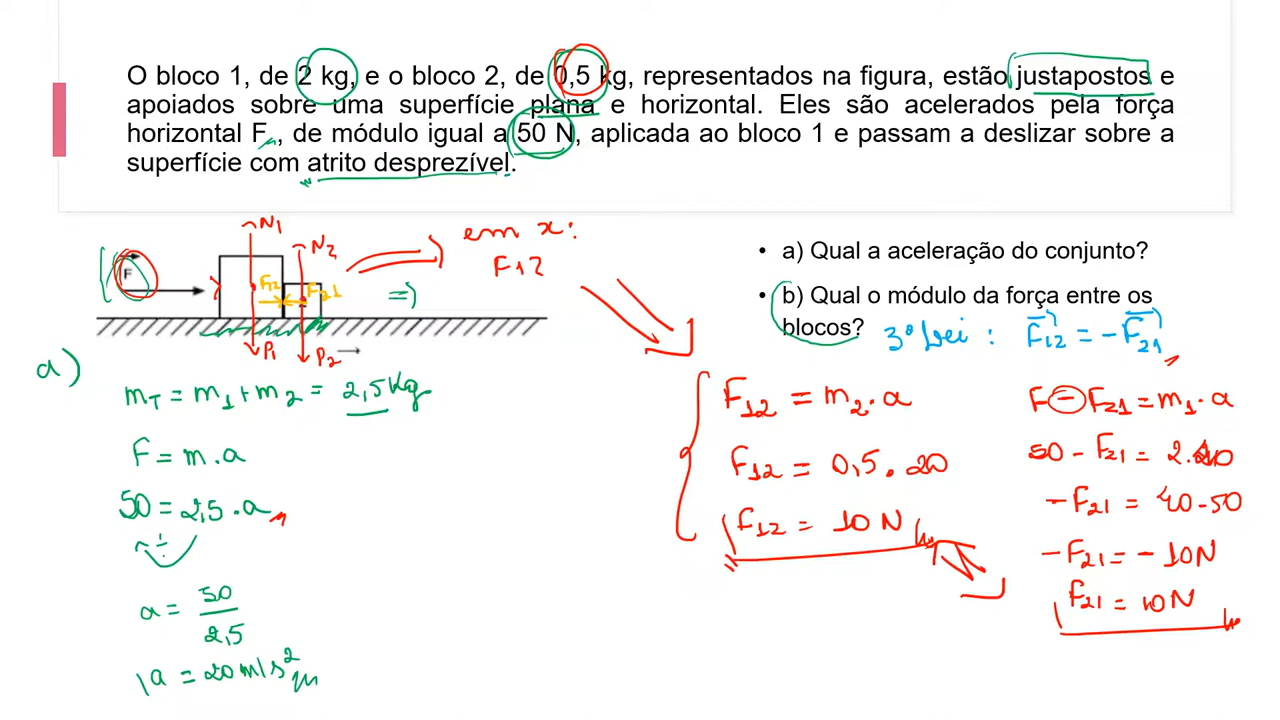 O bloco 1, de 2 kg, e o bloco 2, de 0,5 kg, representados na figura, estão justapostos e
apoiados sobre uma superfície plana e horizontal. Eles são acelerados pela força
horizontal F, de módulo igual a 50 N, aplicada ao bloco 1 e passam a deslizar sobre a
superfície com atrito desprezível.
N1
N2
F
F12
F21
P1
P2
em x:
F12
• a) Qual a aceleração do conjunto?
• b) Qual o módulo da força entre os
blocos?
3ª Lei : F12 = -F21
a)
mT = m1 + m2 = 2,5 Kg
F = m.a
50 = 2,5 . a
÷
a = 50
2,5
a = 20 m/s²
F12 = m2 . a
F12 = 0,5 . 20
F12 = 10 N
F - F21 = m1 . a
50 - F21 = 2.20
-F21 = 40-50
-F21 = -10N
F21 = 10N